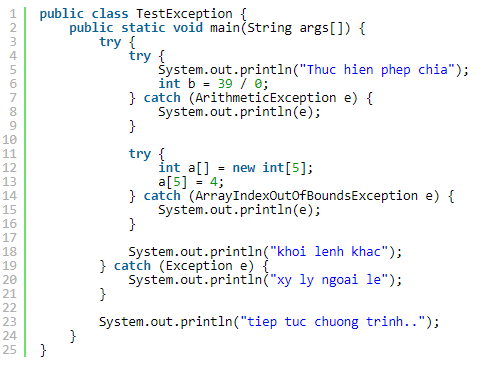 1 public class TestException {
2     public static void main(String args[]) {
3         try {
4             try {
5                 System.out.println("Thuc hien phep chia");
6                 int b = 39 / 0;
7             } catch (ArithmeticException e) {
8                 System.out.println(e);
9             }
10
11             try {
12                 int a[] = new int[5];
13                 a[5] = 4;
14             } catch (ArrayIndexOutOfBoundsException e) {
15                 System.out.println(e);
16             }
17
18             System.out.println("khoi lenh khac");
19         } catch (Exception e) {
20             System.out.println("xy ly ngoai le");
21         }
22
23         System.out.println("tiep tuc chuong trinh..");
24     }
25 }